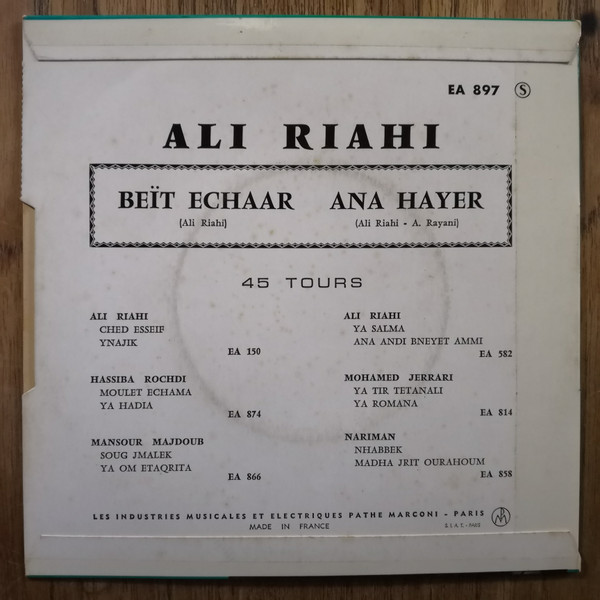 EA 897 Ⓢ
ALI RIAHI
BEÏT ECHAAR ANA HAYER
(Ali Riahi) (Ali Riahi - A. Rayani)
45 TOURS
ALI RIAHI
CHED ESSEIF
YNAJIK
EA 150
HASSIBA ROCHDI
MOULET ECHAMA
YA HADIA
EA 874
MANSOUR MAJDOUB
SOUG JMALEK
YA OM ETAQRITA
EA 866
ALI RIAHI
YA SALMA
ANA ANDI BNEYET AMMI
EA 582
MOHAMED JERRARI
YA TIR TETANALI
YA ROMANA
EA 814
NARIMAN
NHABBEK
MADHA JRIT OURAHOUM
EA 858
LES INDUSTRIES MUSICALES ET ELECTRIQUES PATHE MARCONI - PARIS
MADE IN FRANCE